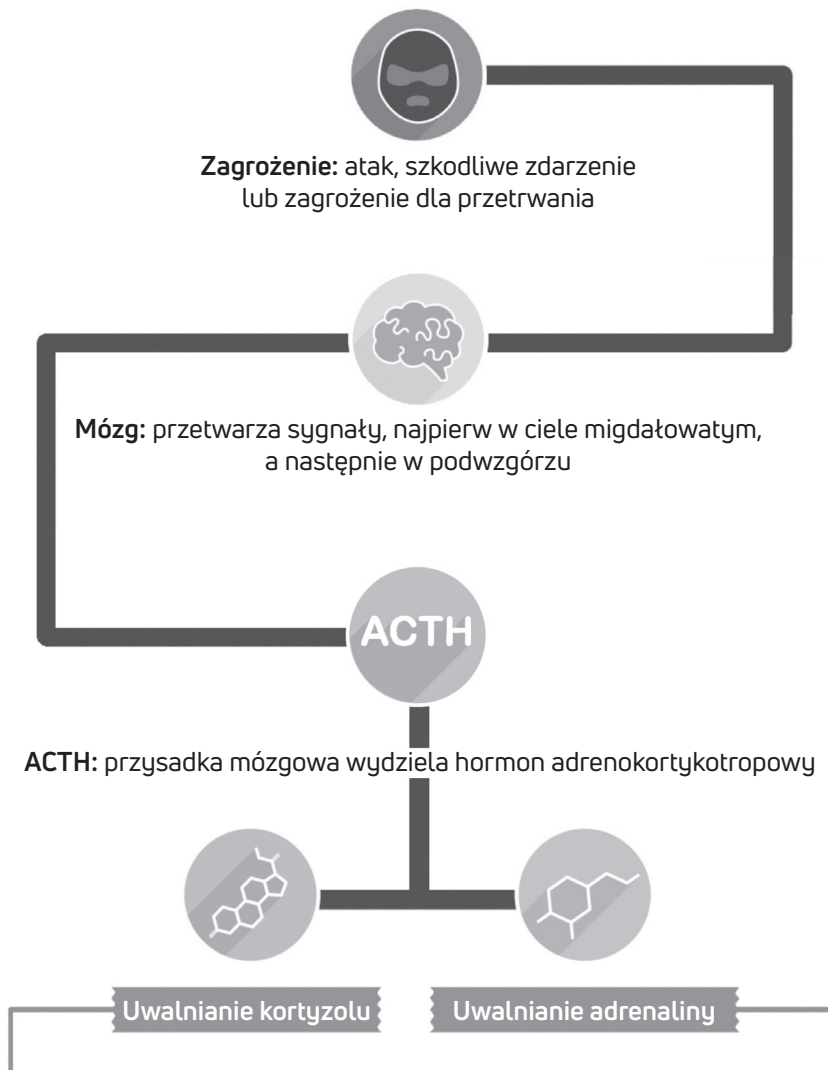 Zagrożenie: atak, szkodliwe zdarzenie
lub zagrożenie dla przetrwania
Mózg: przetwarza sygnały, najpierw w ciele migdałowatym,
a następnie w podwzgórzu
ACTH
ACTH: przysadka mózgowa wydziela hormon adrenokortykotropowy
Uwalnianie kortyzolu
Uwalnianie adrenaliny